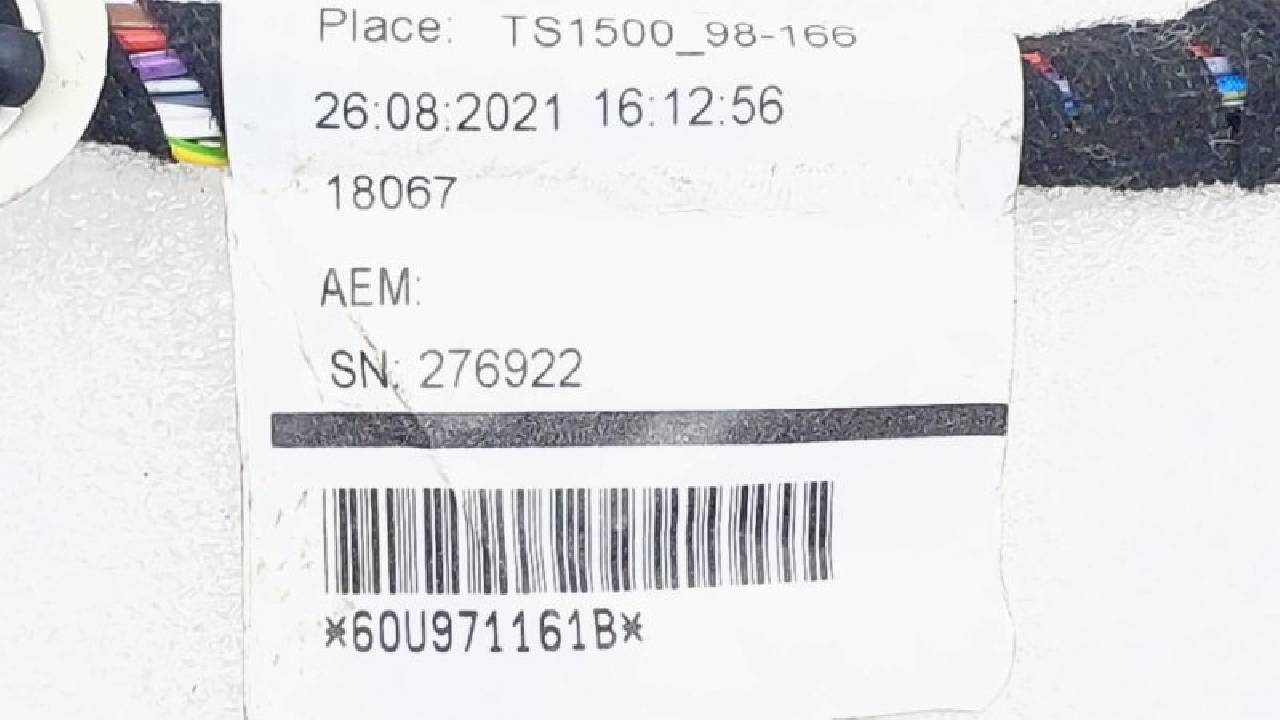 Place: TS1500_98-166
26:08:2021 16:12:56
18067
AEM:
SN: 276922
*60U971161B*